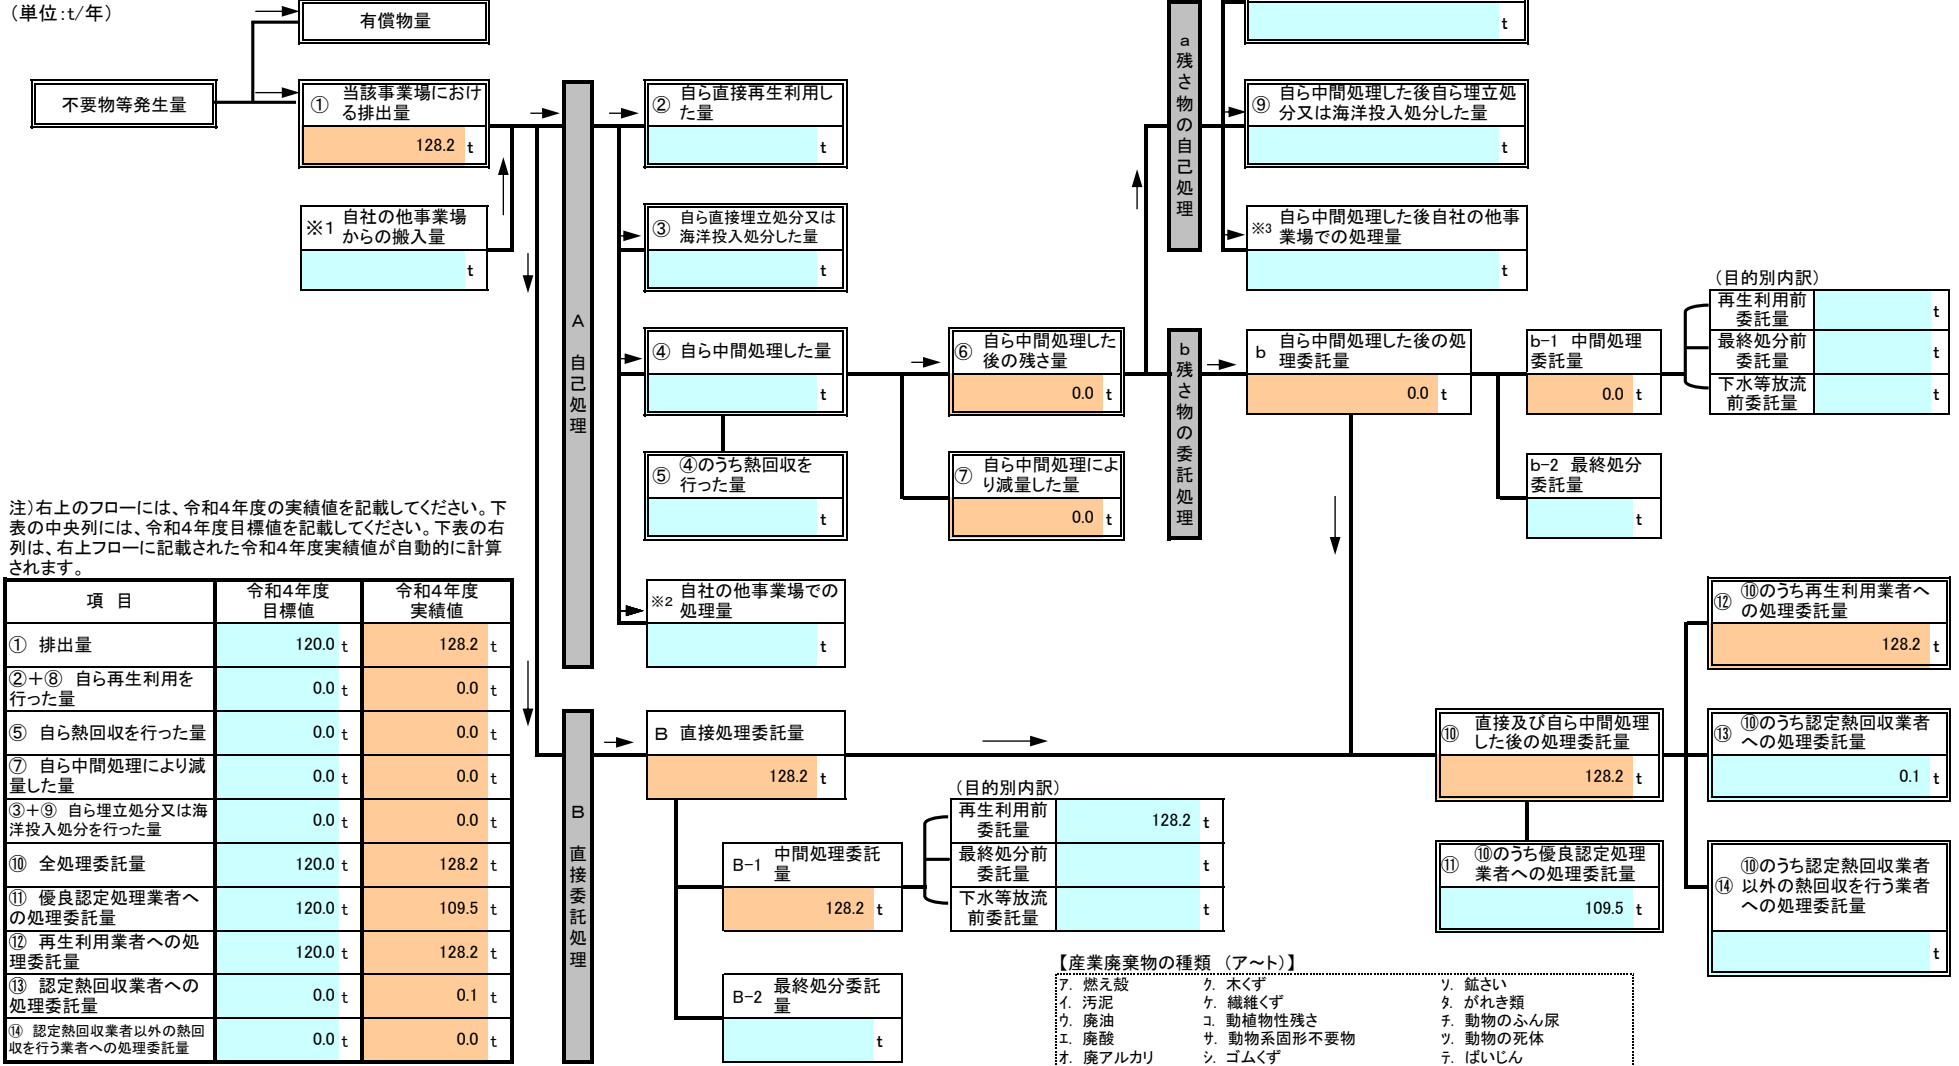 （単位：t/年）
有償物量
t
不要物等発生量
① 当該事業場におけ
る排出量
128.2 t
② 自ら直接再生利用し
た量
t
a 残さ物の自己処理
⑨ 自ら中間処理した後自ら埋立処
分又は海洋投入処分した量
t
※1 自社の他事業場
からの搬入量
t
③ 自ら直接埋立処分又は
海洋投入処分した量
t
※3 自ら中間処理した後自社の他事
業場での処理量
t
A 自己処理
④ 自ら中間処理した量
t
⑥ 自ら中間処理した
後の残さ量
0.0 t
b 残さ物の委託処理
b 自ら中間処理した後の処
理委託量
0.0 t
b-1 中間処理
委託量
0.0 t
（目的別内訳）
再生利用前
委託量
t
最終処分前
委託量
t
下水等放流
前委託量
t
⑤ ④のうち熱回収を
行った量
t
⑦ 自ら中間処理によ
り減量した量
0.0 t
b-2 最終処分
委託量
t
注）右上のフローには、令和4年度の実績値を記載してください。下
表の中央列には、令和4年度目標値を記載してください。下表の右
列は、右上フローに記載された令和4年度実績値が自動的に計算
されます。
※2 自社の他事業場での
処理量
t
項 目
令和4年度
目標値
令和4年度
実績値
① 排出量 120.0 t 128.2 t
②＋⑧ 自ら再生利用を
行った量 0.0 t 0.0 t
⑤ 自ら熱回収を行った量 0.0 t 0.0 t
⑦ 自ら中間処理により減
量した量 0.0 t 0.0 t
③＋⑨ 自ら埋立処分又は海
洋投入処分を行った量 0.0 t 0.0 t
⑩ 全処理委託量 120.0 t 128.2 t
⑪ 優良認定処理業者へ
の処理委託量 120.0 t 109.5 t
⑫ 再生利用業者への処
理委託量 120.0 t 128.2 t
⑬ 認定熱回収業者への
処理委託量 0.0 t 0.1 t
⑭ 認定熱回収業者以外の熱回
収を行う業者への処理委託量 0.0 t 0.0 t
B 直接委託処理
B 直接処理委託量
128.2 t
B-1 中間処理委託
量
128.2 t
B-2 最終処分委託
量
t
（目的別内訳）
再生利用前
委託量
128.2 t
最終処分前
委託量
t
下水等放流
前委託量
t
⑩ 直接及び自ら中間処理
した後の処理委託量
128.2 t
⑪ ⑩のうち優良認定処理
業者への処理委託量
109.5 t
⑫ ⑩のうち再生利用業者へ
の処理委託量
128.2 t
⑬ ⑩のうち認定熱回収業者
への処理委託量
0.1 t
⑭ ⑩のうち認定熱回収業者
以外の熱回収を行う業者
への処理委託量
t
【産業廃棄物の種類 （ア～ト）】
ア. 燃え殻 ク. 木くず ソ. 鉱さい
イ. 汚泥 ケ. 繊維くず タ. がれき類
ウ. 廃油 コ. 動植物性残さ チ. 動物のふん尿
エ. 廃酸 サ. 動物系固形不要物 ツ. 動物の死体
オ. 廃アルカリ シ. ゴムくず テ. ばいじん